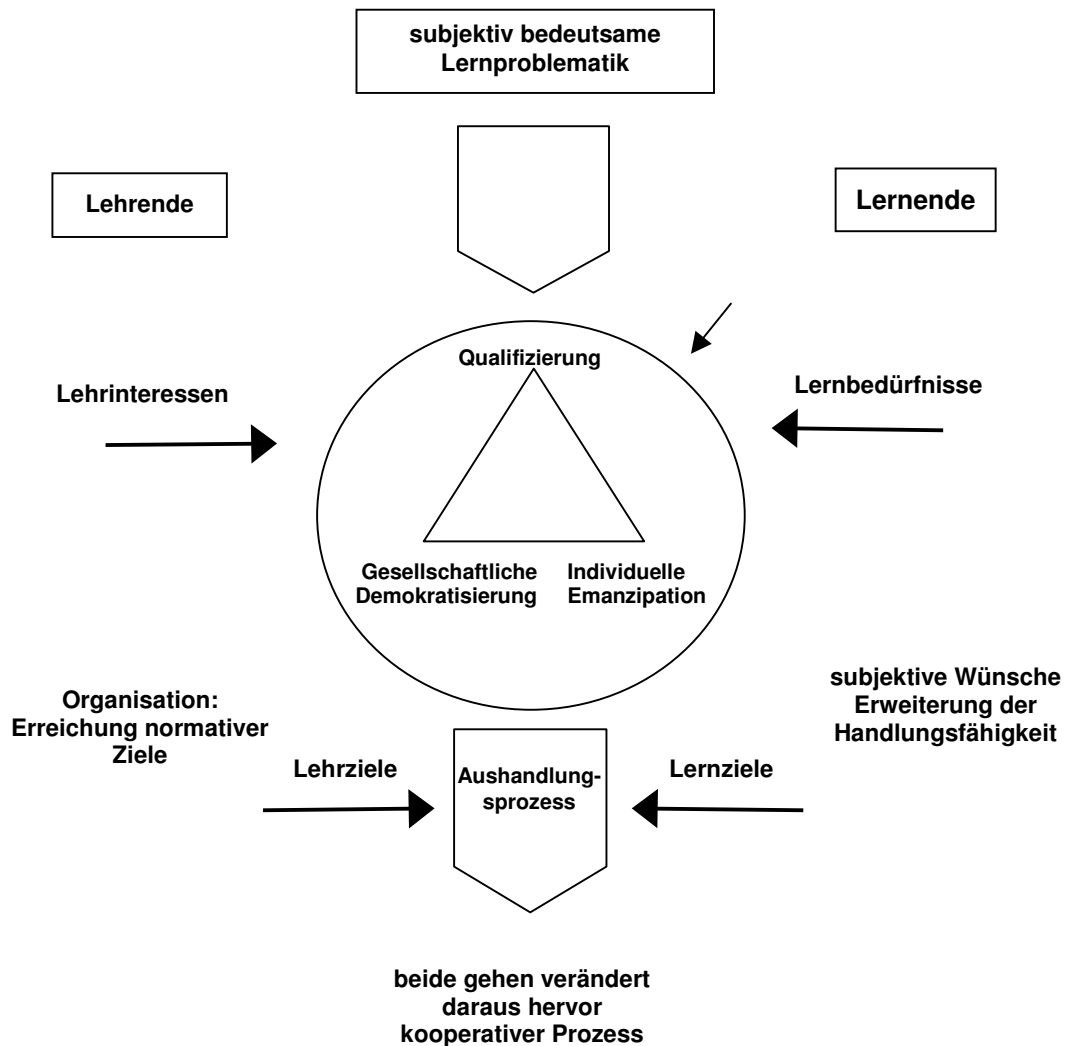 subjektiv bedeutsame
Lernproblematik
Lehrende
Lernende
Qualifizierung
Lehrinteressen
Lernbedürfnisse
Gesellschaftliche
Demokratisierung
Individuelle
Emanzipation
Organisation:
Erreichung normativer
Ziele
subjektive Wünsche
Erweiterung der
Handlungsfähigkeit
Lehrziele
Aushandlung-
sprozess
Lernziele
beide gehen verändert
daraus hervor
kooperativer Prozess